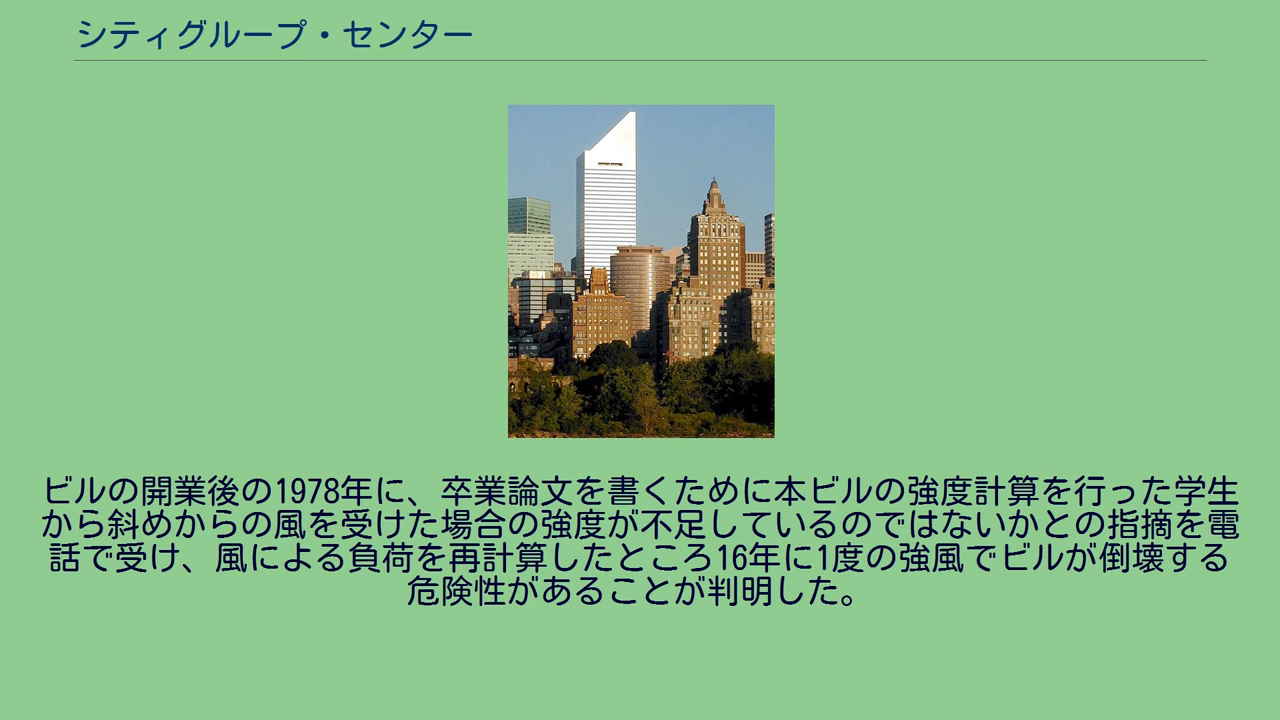 シティグループ・センター
ビルの開業後の1978年に、卒業論文を書くために本ビルの強度計算を行った学生
から斜めからの風を受けた場合の強度が不足しているのではないかとの指摘を電
話で受け、風による負荷を再計算したところ16年に1度の強風でビルが倒壊する
危険性があることが判明した。